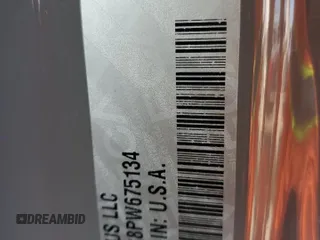 US LLC
8PW675134
IN: U.S.A.
DREAMBID